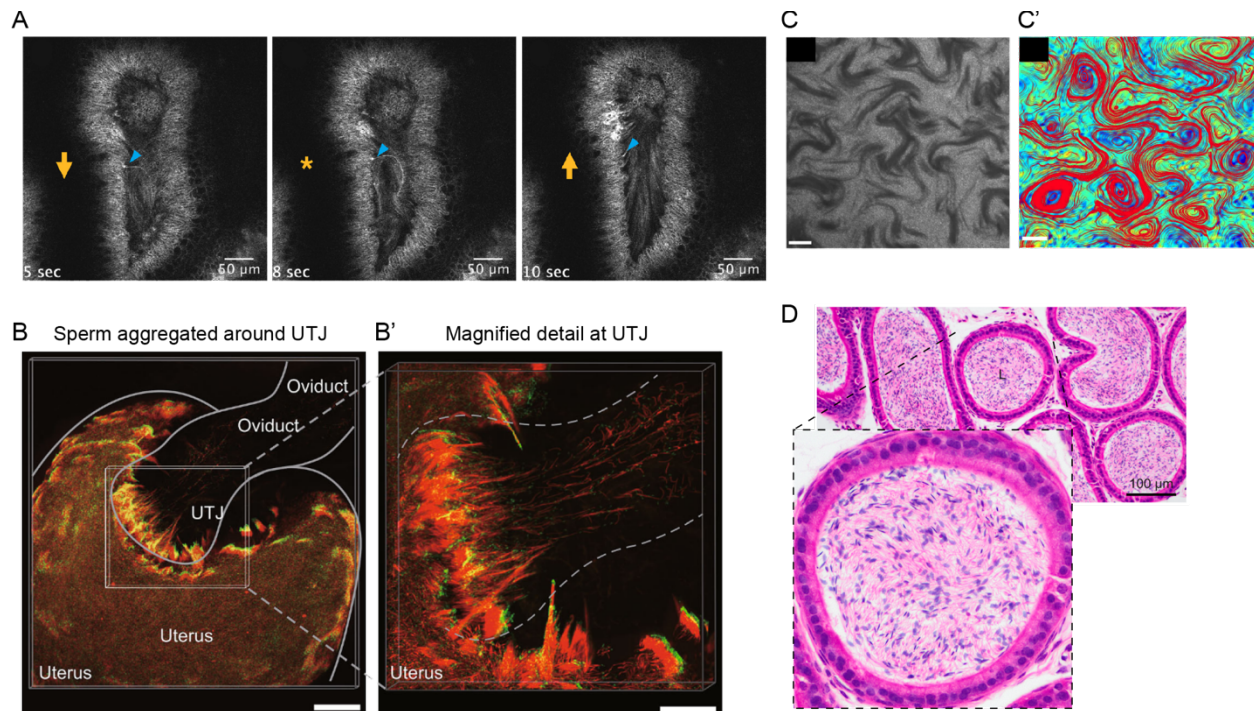 A
5 sec
50 µm
*
8 sec
50 µm
10 sec
50 µm
C
C'
B
Sperm aggregated around UTJ
Oviduct
Oviduct
UTJ
Uterus
Uterus
B'
Magnified detail at UTJ
Uterus
D
L
100 µm